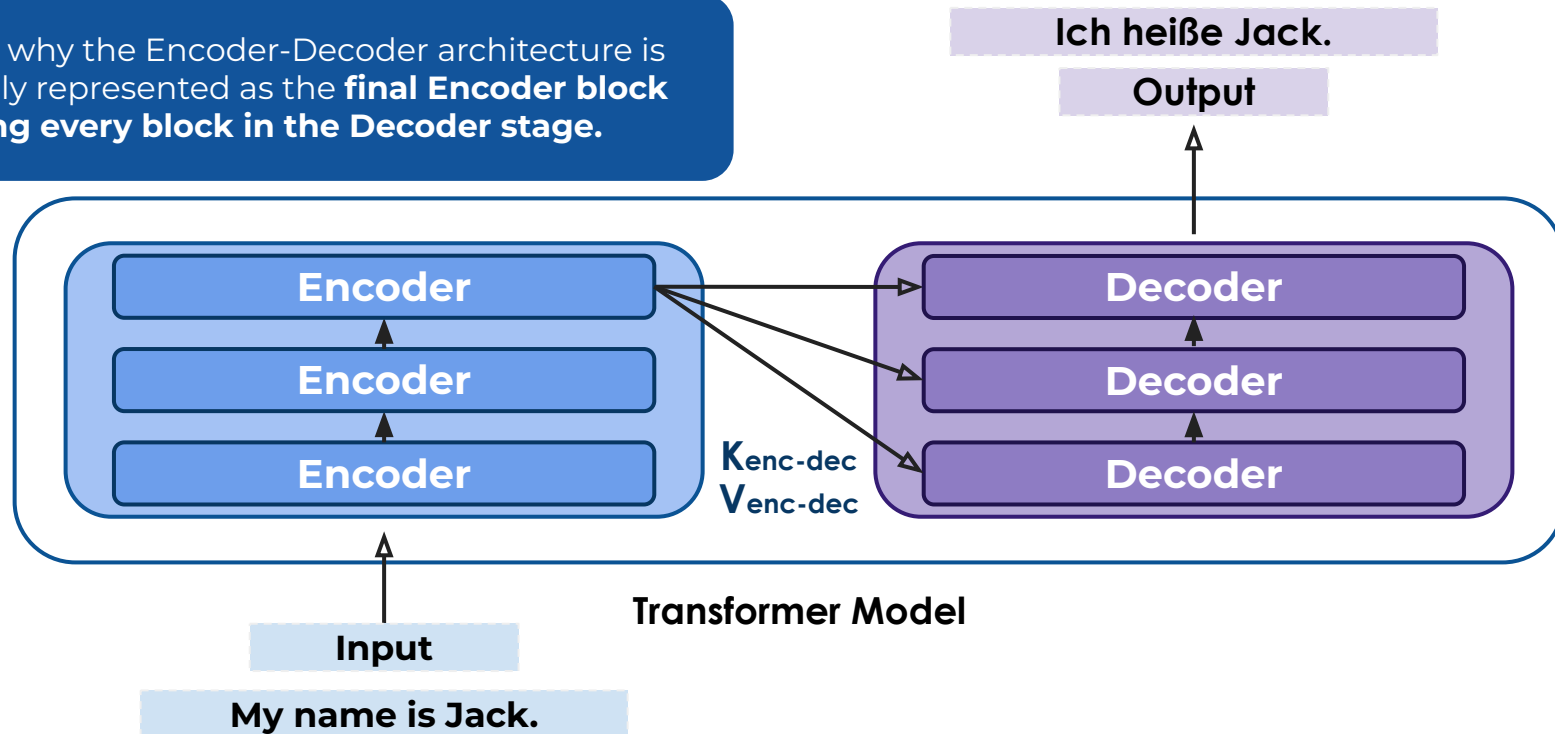 why the Encoder-Decoder architecture is
ly represented as the final Encoder block
ng every block in the Decoder stage.
Ich heiße Jack.
Output
Encoder
Encoder
Encoder
Kenc-dec
Venc-dec
Decoder
Decoder
Decoder
Transformer Model
Input
My name is Jack.